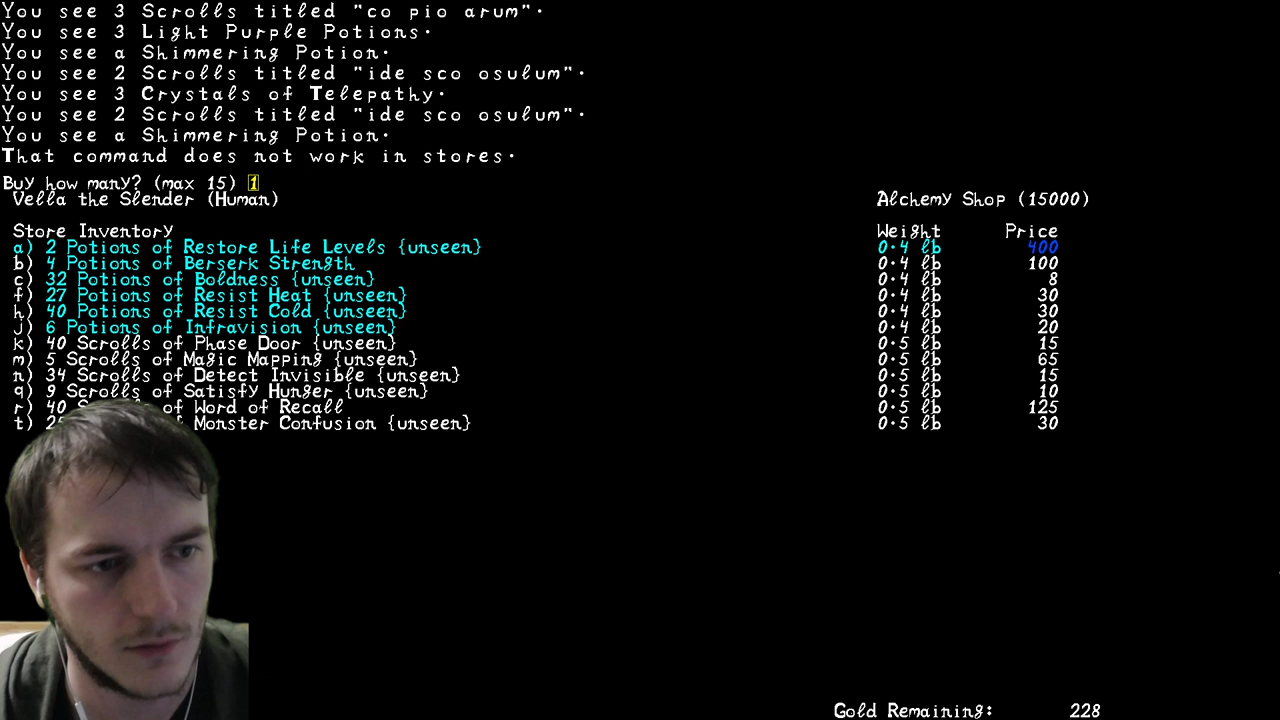 You see 3 Scrolls titled "co pio arum".
You see 3 Light Purple Potions.
You see a Shimmering Potion.
You see 2 Scrolls titled "ide sco osulum".
You see 3 Crystals of Telepathy.
You see 2 Scrolls titled "ide sco osulum".
You see a Shimmering Potion.
That command does not work in stores.
Buy how many? (max 15) 1
Vella the Slender (Human) Alchemy Shop (15000)
Store Inventory Weight Price
a) 2 Potions of Restore Life Levels {unseen} 0.4 lb 400
b) 4 Potions of Berserk Strength 0.4 lb 100
c) 32 Potions of Boldness {unseen} 0.4 lb 8
f) 27 Potions of Resist Heat {unseen} 0.4 lb 30
h) 40 Potions of Resist Cold {unseen} 0.4 lb 30
j) 6 Potions of Infravision {unseen} 0.4 lb 20
k) 40 Scrolls of Phase Door {unseen} 0.5 lb 15
m) 5 Scrolls of Magic Mapping {unseen} 0.5 lb 65
n) 34 Scrolls of Detect Invisible {unseen} 0.5 lb 15
q) 9 Scrolls of Satisfy Hunger {unseen} 0.5 lb 10
r) 40 of Word of Recall 0.5 lb 125
t) of Monster Confusion {unseen} 0.5 lb 30
Gold Remaining: 228